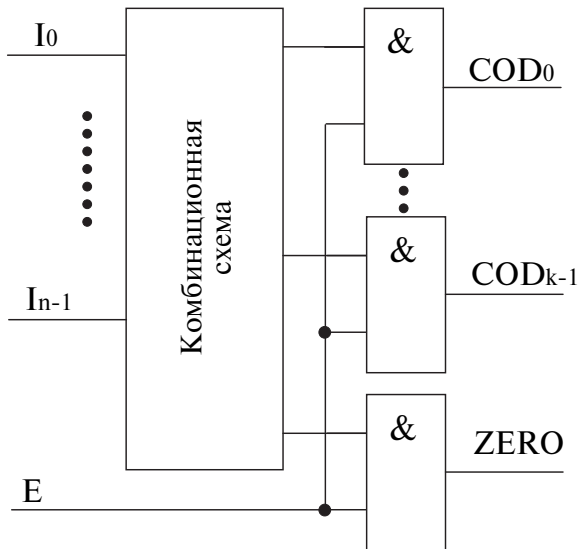 I0
&
COD0
Комбинационная
схема
&
In-1
CODk-1
&
ZERO
E